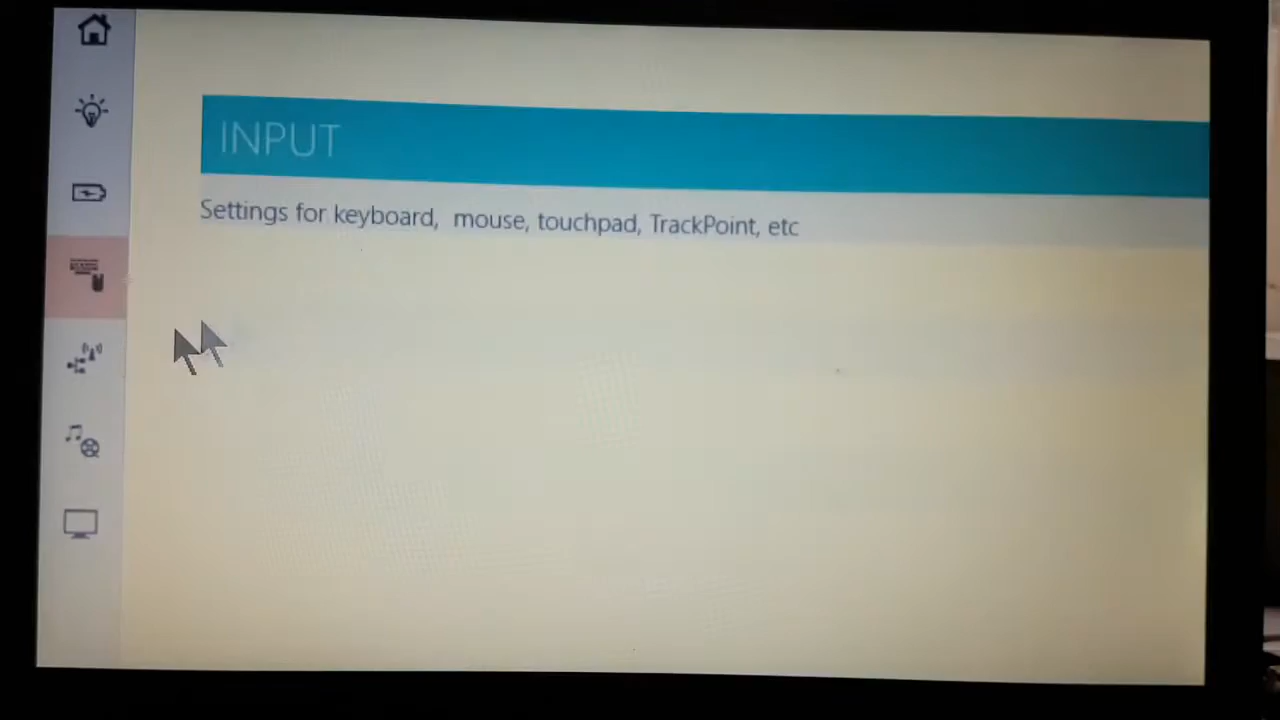 INPUT
Settings for keyboard, mouse, touchpad, TrackPoint, etc